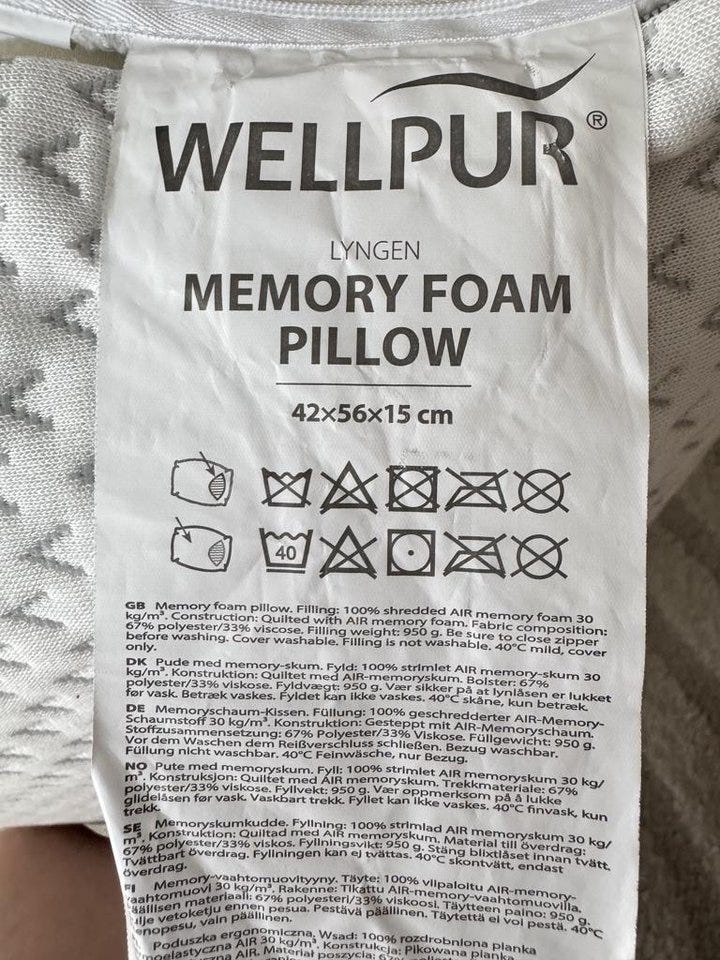 WELLPUR®
LYNGEN
MEMORY FOAM
PILLOW
42×56×15 cm
40
GB Memory foam pillow. Filling: 100% shredded AIR memory foam 30
kg/m³. Construction: Quilted with AIR memory foam. Fabric composition:
67% polyester/33% viscose. Filling weight: 950 g. Be sure to close zipper
before washing. Cover washable. Filling is not washable. 40°C mild, cover
only.
DK Pude med memory-skum. Fyld: 100% strimlet AIR memory-skum 30
kg/m³. Konstruktion: Quiltet med AIR-memoryskum. Bolster: 67%
polyester/33% viskose. Fyldvægt: 950 g. Vær sikker på at lynlåsen er lukket
før vask. Betræk vaskes. Fyldet kan ikke vaskes. 40°C skåne, kun betræk.
DE Memoryschaum-Kissen. Füllung: 100% geschredderter AIR-Memory-
Schaumstoff 30 kg/m³. Konstruktion: Gesteppt mit AIR-Memoryschaum.
Stoffzusammensetzung: 67% Polyester/33% Viskose. Füllgewicht: 950 g.
Vor dem Waschen den Reißverschluss schließen. Bezug waschbar.
Füllung nicht waschbar. 40°C Feinwäsche, nur Bezug.
NO Pute med memoryskum. Fyll: 100% strimlet AIR memoryskum 30 kg/
m³. Konstruksjon: Quiltet med AIR memoryskum. Trekkmateriale: 67%
polyester/33% viskose. Fyllvekt: 950 g. Vær oppmerksom på å lukke
glidelåsen før vask. Vaskbart trekk. Fyllet kan ikke vaskes. 40°C finvask, kun
trekk.
SE Memoryskumkudde. Fyllning: 100% strimlad AIR memoryskum 30 kg/
m³. Konstruktion: Quiltad med AIR memoryskum. Material till överdrag:
67% polyester/33% viskos. Fyllningsvikt: 950 g. Stäng blixtlåset innan tvätt.
Tvättbart överdrag. Fyllningen kan ej tvättas. 40°C skontvätt, endast
överdrag.
FI Memory-vaahtomuovityyny. Täyte: 100% vilpaloitu AIR-memory-
vaahtomuovi 30 kg/m³. Rakenne: Tikattu AIR-memory-vaahtomuovilla.
materiaali: 67% polyesteri/33% viskoosi. Täytteen paino: 950 g.
vetoketju ennen pesua. Pestävä päällinen. Täytettä ei voi pestä. 40°C
vain päällinen.
Poduszka ergonomiczna, Wsad: 100% rozdrobniona pianka
AIR 30 kg/m³. Konstrukcja: Pikowana pianka
AIR. Materiał poszycia: 67%